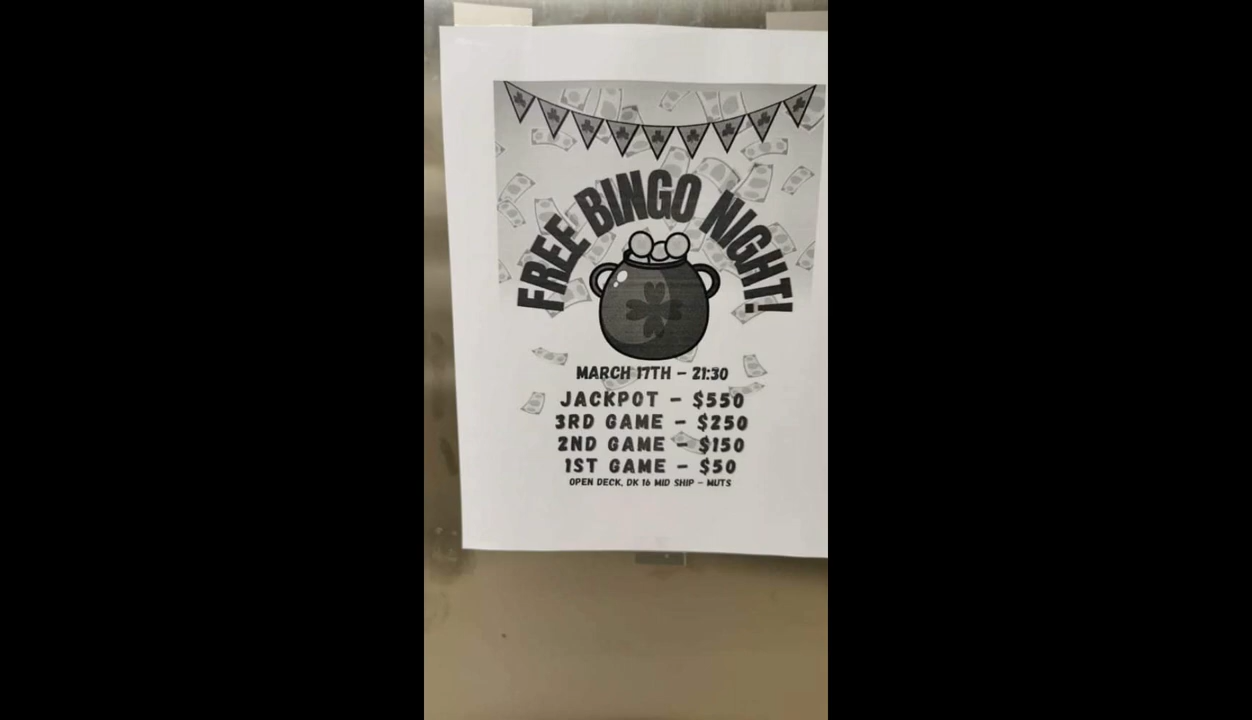 FREE BINGO NIGHT!
MARCH 17TH - 21:30
JACKPOT - $550
3RD GAME - $250
2ND GAME - $150
1ST GAME - $50
OPEN DECK, DK 16 MID SHIP - MUTS